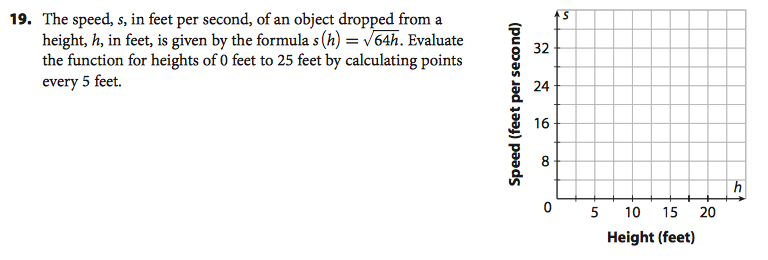 19. The speed, s, in feet per second, of an object dropped from a
height, h, in feet, is given by the formula s(h) = √64h. Evaluate
the function for heights of 0 feet to 25 feet by calculating points
every 5 feet.
Speed (feet per second)
s
32
24
16
8
0
h
5 10 15 20
Height (feet)